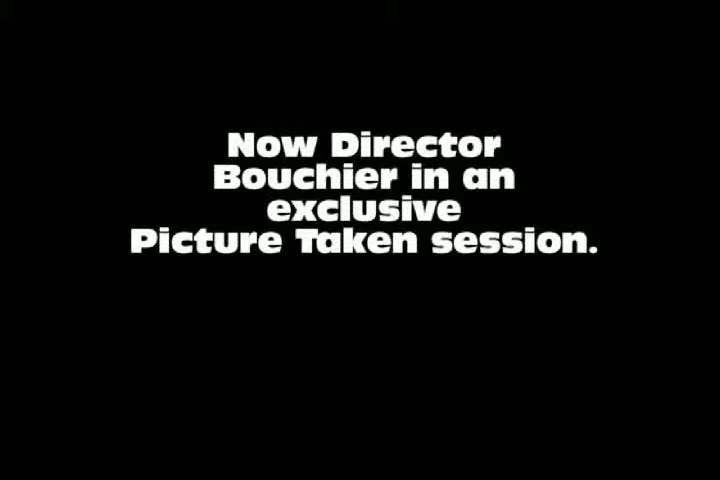 Now Director
Bouchier in an
exclusive
Picture Taken session.